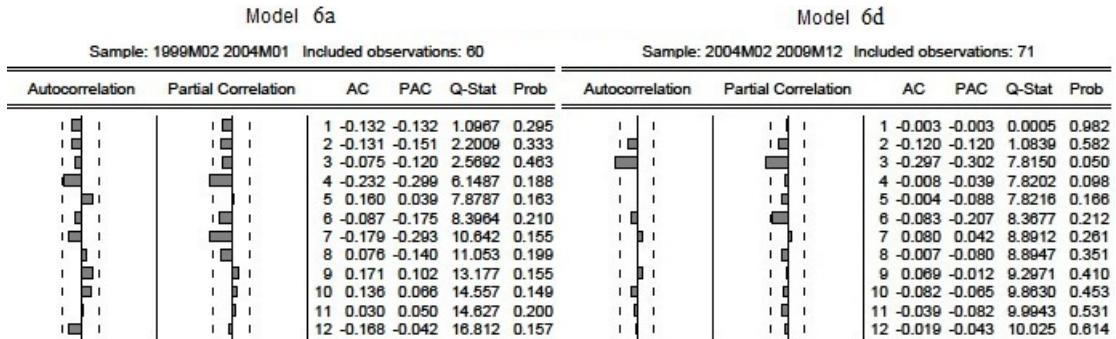 Model 6a
Sample: 1999M02 2004M01 Included observations: 60
Autocorrelation Partial Correlation AC PAC Q-Stat Prob
1 -0.132 -0.132 1.0967 0.295
2 -0.131 -0.151 2.2009 0.333
3 -0.075 -0.120 2.5692 0.463
4 -0.232 -0.299 6.1487 0.188
5 0.160 0.039 7.8787 0.163
6 -0.087 -0.175 8.3964 0.210
7 -0.179 -0.293 10.642 0.155
8 0.076 -0.140 11.053 0.199
9 0.171 0.102 13.177 0.155
10 0.136 0.066 14.557 0.149
11 0.030 0.050 14.627 0.200
12 -0.168 -0.042 16.812 0.157
Model 6d
Sample: 2004M02 2009M12 Included observations: 71
Autocorrelation Partial Correlation AC PAC Q-Stat Prob
1 -0.003 -0.003 0.0005 0.982
2 -0.120 -0.120 1.0839 0.582
3 -0.297 -0.302 7.8150 0.050
4 -0.008 -0.039 7.8202 0.098
5 -0.004 -0.088 7.8216 0.166
6 -0.083 -0.207 8.3677 0.212
7 0.080 0.042 8.8912 0.261
8 -0.007 -0.080 8.8947 0.351
9 0.069 -0.012 9.2971 0.410
10 -0.082 -0.065 9.8630 0.453
11 -0.039 -0.082 9.9943 0.531
12 -0.019 -0.043 10.025 0.614